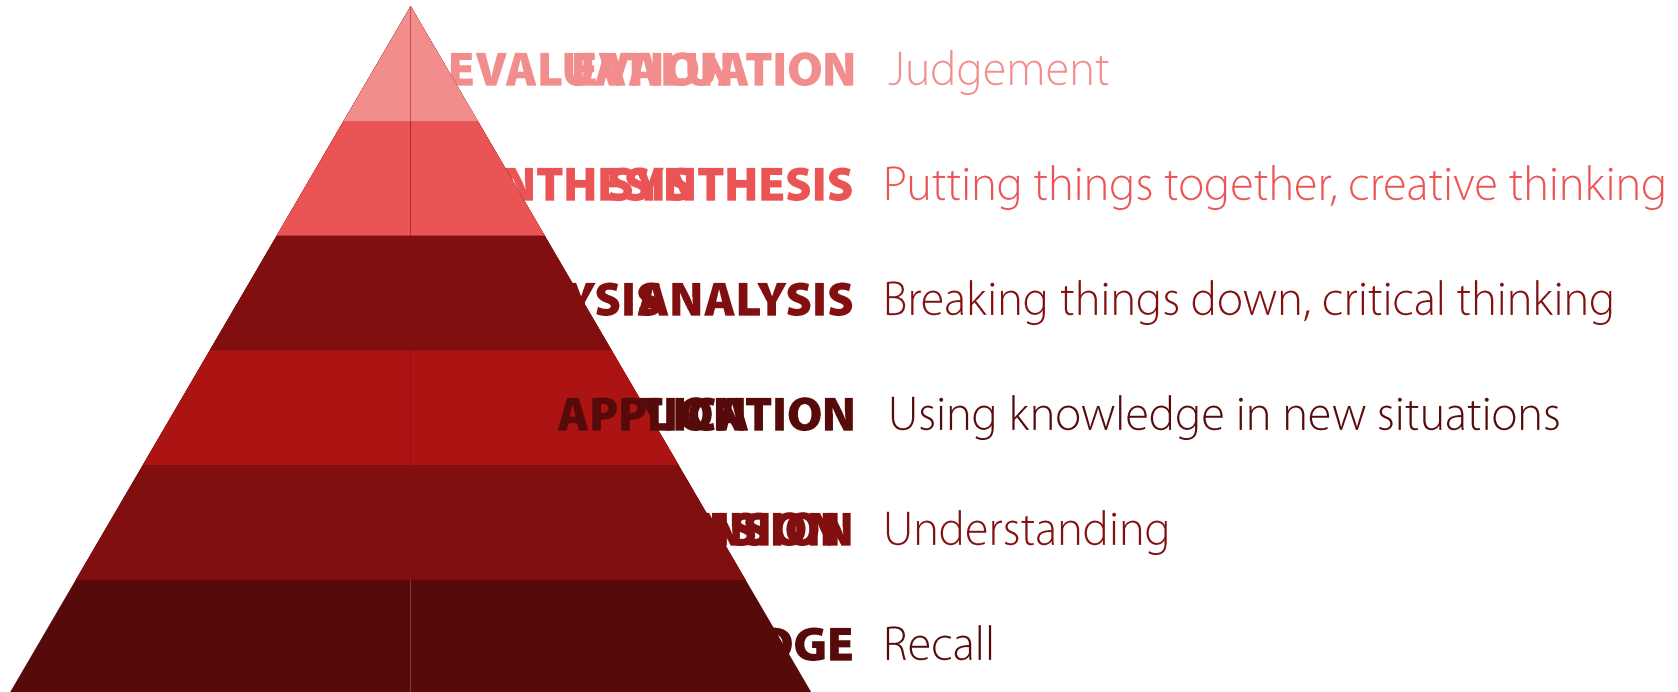 EVALUATION Judgement
SYNTHESIS Putting things together, creative thinking
ANALYSIS Breaking things down, critical thinking
APPLICATION Using knowledge in new situations
Understanding
DGE Recall